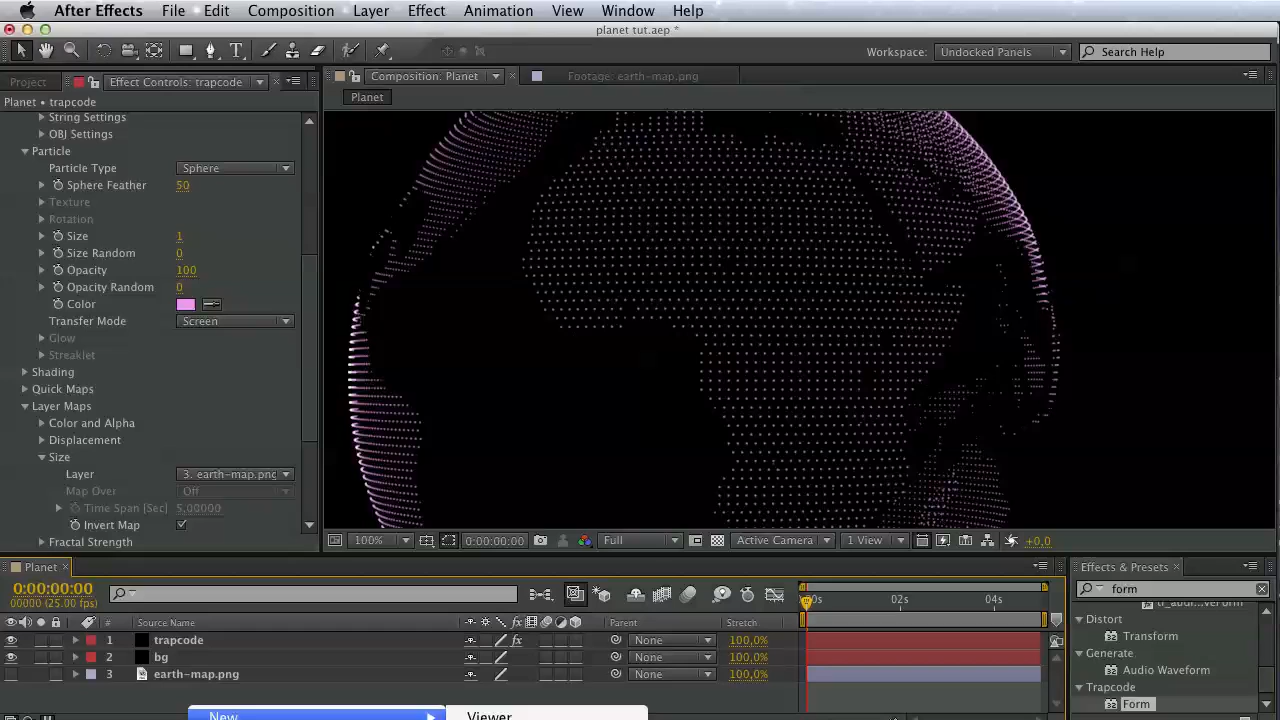 After Effects File Edit Composition Layer Effect Animation View Window Help
planet tut.aep *
Workspace: Undocked Panels Search Help
Project Effect Controls: trapcode Composition: Planet Footage: earth-map.png
Planet • trapcode
Planet
String Settings
OBJ Settings
Particle
Particle Type Sphere
Sphere Feather 50
Texture
Rotation
Size 1
Size Random 0
Opacity 100
Opacity Random 0
Color
Transfer Mode Screen
Glow
Streaklet
Shading
Quick Maps
Layer Maps
Color and Alpha
Displacement
Size
Layer 3. earth-map.png
Map Over Off
Time Span [Sec] 5,00000
Invert Map
Fractal Strength
100% 0:00:00:00 Full Active Camera 1 View +0,0
Planet
0:00:00:00
00000 (25.00 fps)
00s 02s 04s
# Source Name Parent Stretch
1 trapcode None 100,0%
2 bg None 100,0%
3 earth-map.png None 100,0%
New Viewer
Effects & Presets
form
Distort
Transform
Generate
Audio Waveform
Trapcode
Form